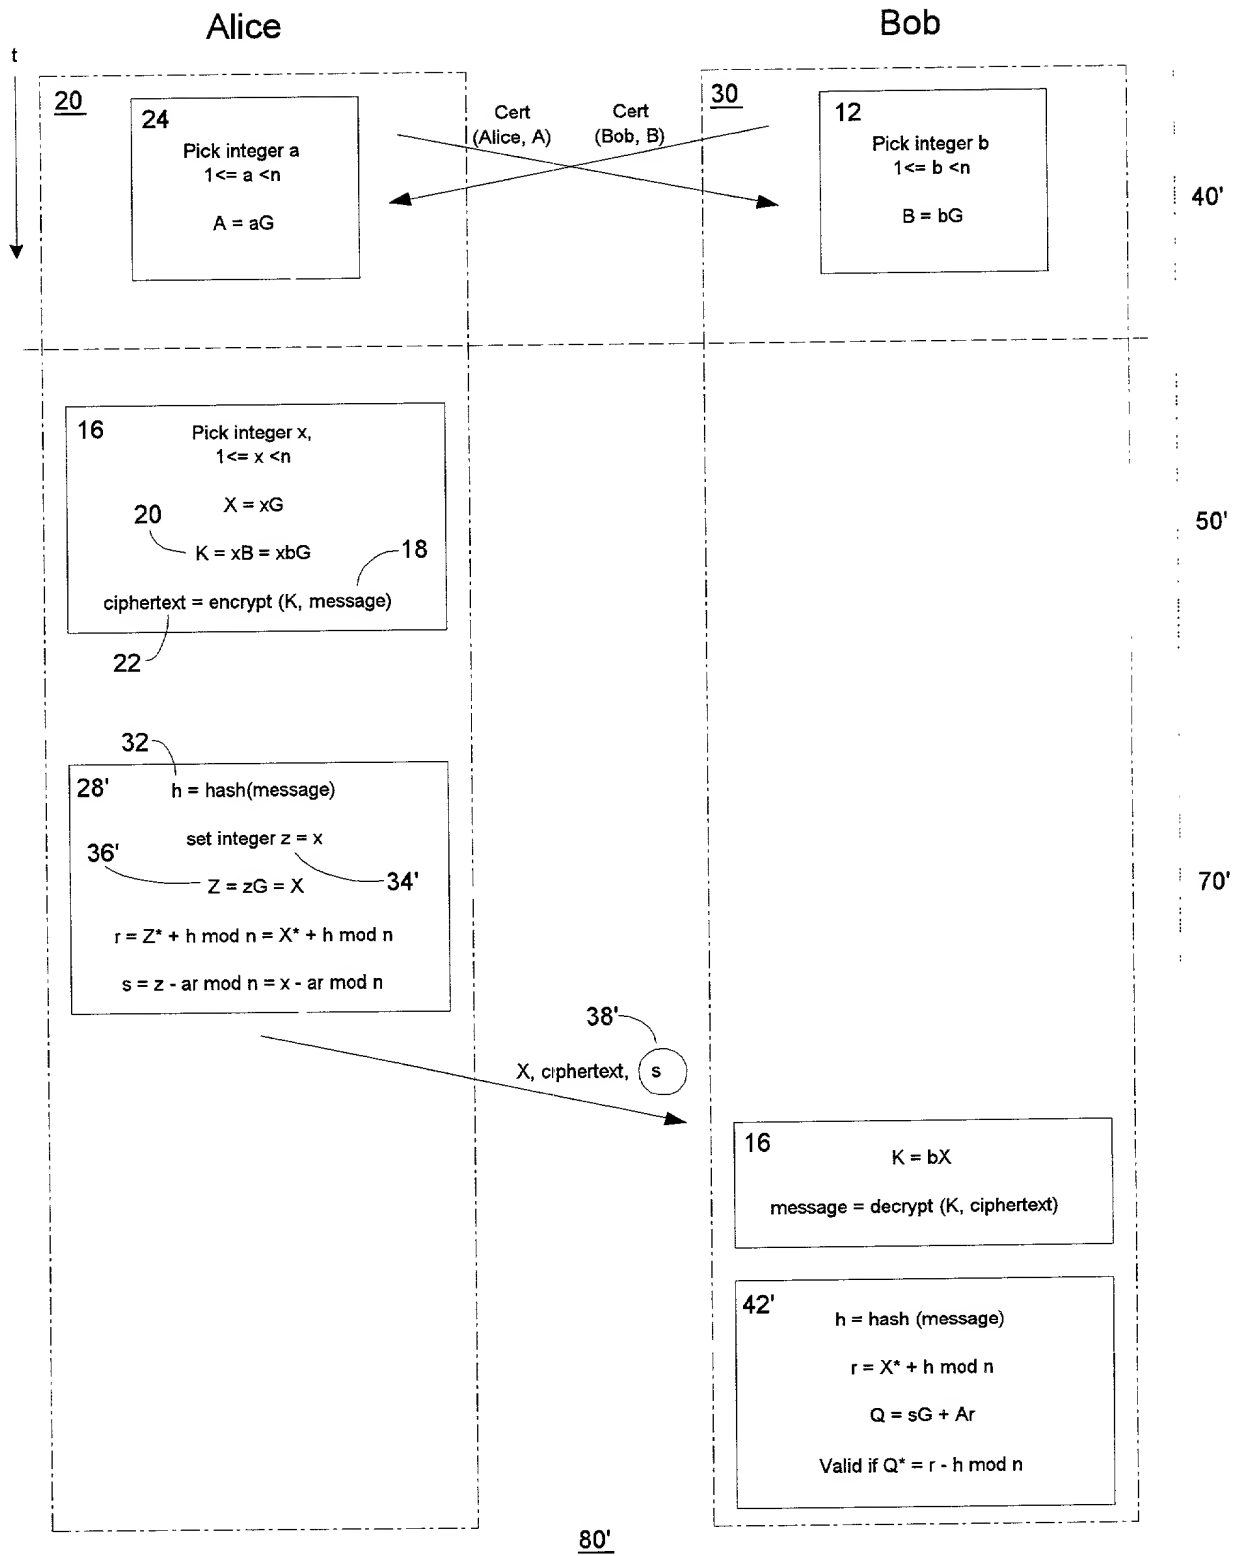 Alice
Bob
t
20
24
Pick integer a
1<= a <n
A = aG
Cert
(Alice, A)
Cert
(Bob, B)
30
12
Pick integer b
1<= b <n
B = bG
40'
16
Pick integer x,
1<= x <n
X = xG
20
K = xB = xbG
18
ciphertext = encrypt (K, message)
22
50'
32
28'
h = hash(message)
set integer z = x
36'
Z = zG = X
34'
r = Z* + h mod n = X* + h mod n
s = z - ar mod n = x - ar mod n
70'
38'
X, ciphertext, s
16
K = bX
message = decrypt (K, ciphertext)
42'
h = hash (message)
r = X* + h mod n
Q = sG + Ar
Valid if Q* = r - h mod n
80'